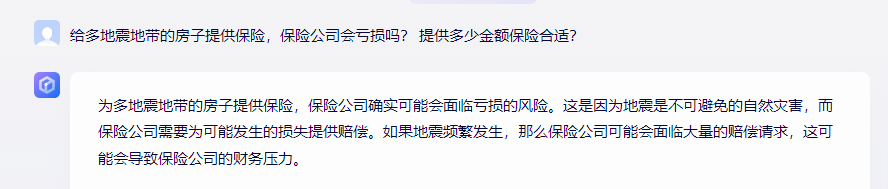 给多地震地带的房子提供保险，保险公司会亏损吗？ 提供多少金额保险合适？
为多地震地带的房子提供保险，保险公司确实可能会面临亏损的风险。这是因为地震是不可避免的自然灾害，而
保险公司需要为可能发生的损失提供赔偿。如果地震频繁发生，那么保险公司可能会面临大量的赔偿请求，这可
能会导致保险公司的财务压力。